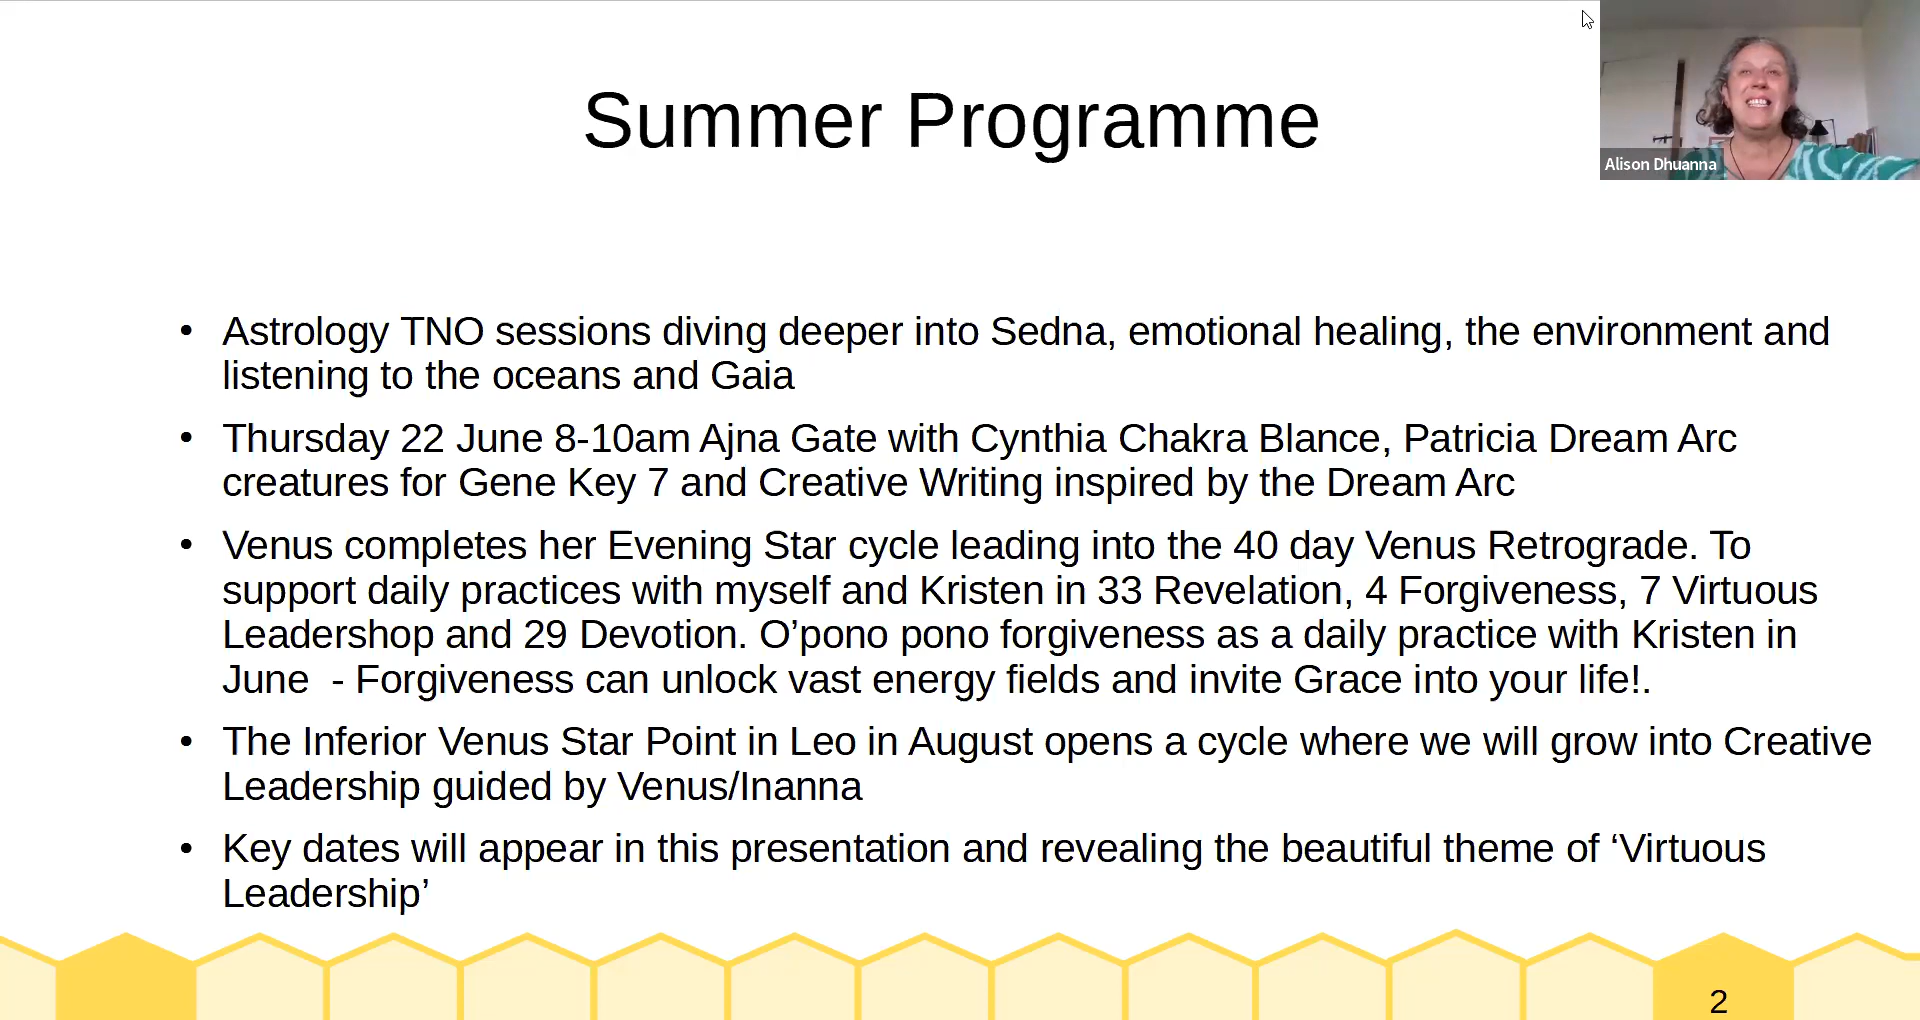 Summer Programme
Alison Dhuanna
• Astrology TNO sessions diving deeper into Sedna, emotional healing, the environment and
listening to the oceans and Gaia
• Thursday 22 June 8-10am Ajna Gate with Cynthia Chakra Blance, Patricia Dream Arc
creatures for Gene Key 7 and Creative Writing inspired by the Dream Arc
• Venus completes her Evening Star cycle leading into the 40 day Venus Retrograde. To
support daily practices with myself and Kristen in 33 Revelation, 4 Forgiveness, 7 Virtuous
Leadershop and 29 Devotion. O’pono pono forgiveness as a daily practice with Kristen in
June  - Forgiveness can unlock vast energy fields and invite Grace into your life!.
• The Inferior Venus Star Point in Leo in August opens a cycle where we will grow into Creative
Leadership guided by Venus/Inanna
• Key dates will appear in this presentation and revealing the beautiful theme of ‘Virtuous
Leadership’
2